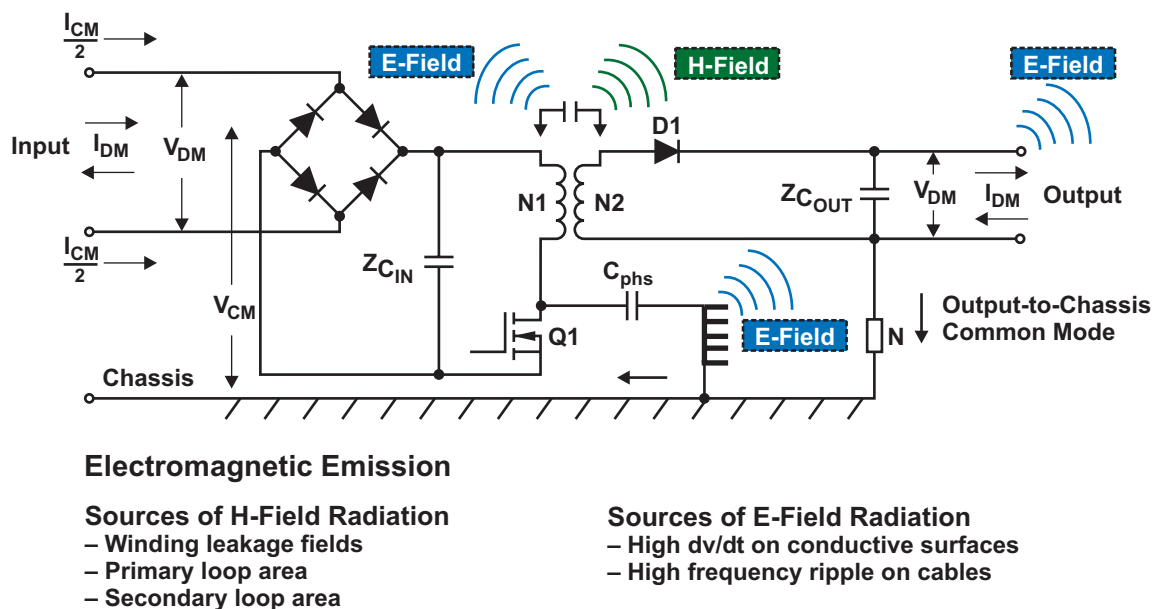 I_CM/2
E-Field
H-Field
E-Field
D1
Input
I_DM
V_DM
N1
N2
Z_C_OUT
V_DM
I_DM
Output
I_CM/2
Z_C_IN
V_CM
C_phs
Q1
E-Field
N
Output-to-Chassis
Common Mode
Chassis
Electromagnetic Emission
Sources of H-Field Radiation
– Winding leakage fields
– Primary loop area
– Secondary loop area
Sources of E-Field Radiation
– High dv/dt on conductive surfaces
– High frequency ripple on cables